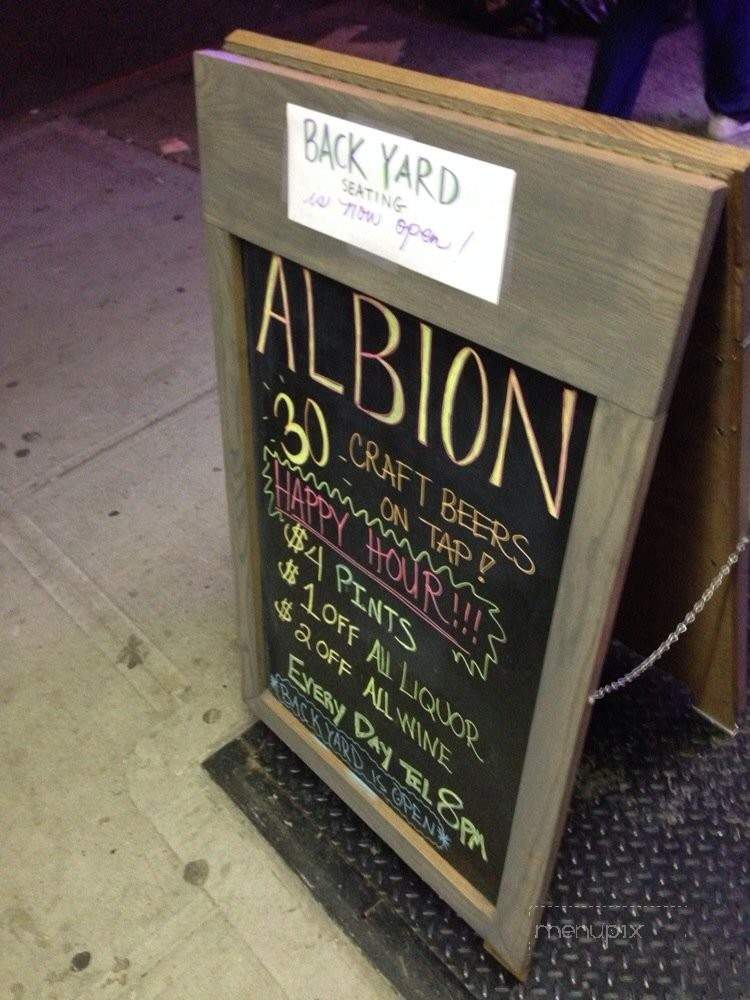 BACK YARD
SEATING
is now open!
ALBION
30 CRAFT BEERS
ON TAP!
HAPPY HOUR!!!
$4 PINTS
$1 OFF All LIQUOR
$2 OFF ALL WINE
EVERY DAY TIL 8PM
*BACKYARD IS OPEN*
menupix